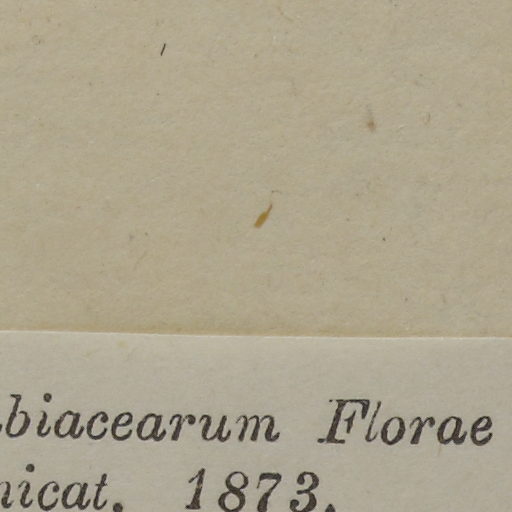 biacearum Florae
nicat. 1873.